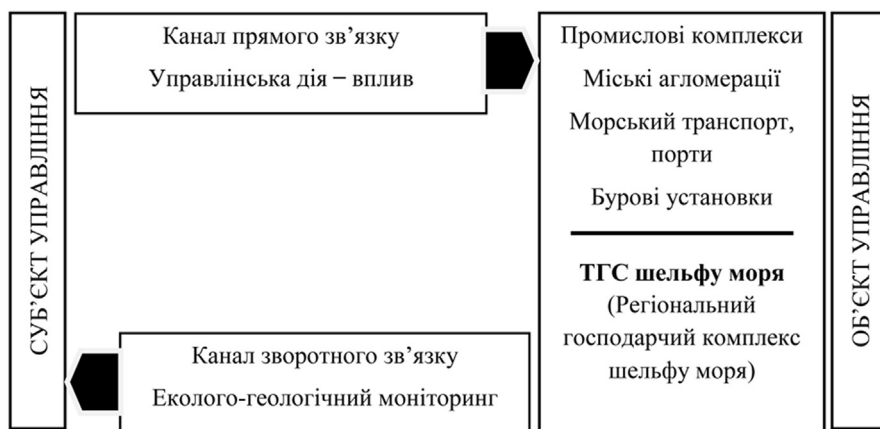 СУБ’ЄКТ УПРАВЛІННЯ
Канал прямого зв’язку
Управлінська дія – вплив
Промислові комплекси
Міські агломерації
Морський транспорт,
порти
Бурові установки
ТГС шельфу моря
(Регіональний
господарчий комплекс
шельфу моря)
ОБ’ЄКТ УПРАВЛІННЯ
Канал зворотного зв’язку
Еколого-геологічний моніторинг